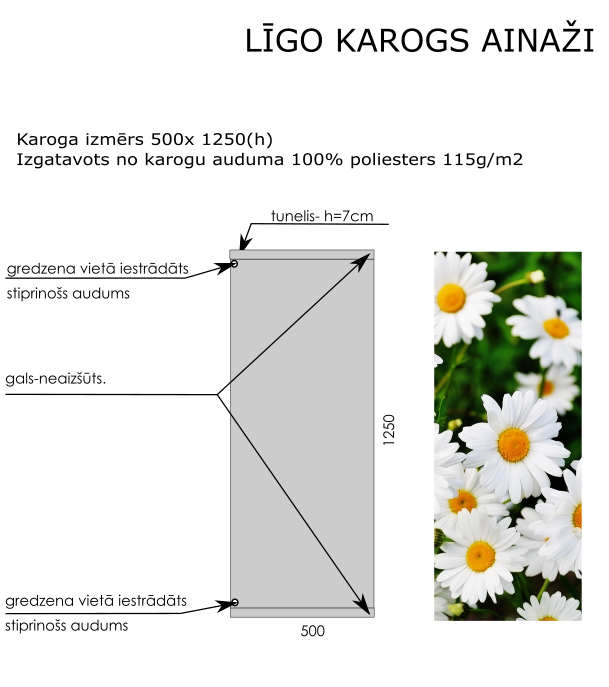 LĪGO KAROGS AINAŽI
Karoga izmērs 500x 1250(h)
Izgatavots no karogu auduma 100% poliesters 115g/m2
tunelis- h=7cm
gredzena vietā iestrādāts
stiprinošs audums
gals-neaizšūts.
1250
gredzena vietā iestrādāts
stiprinošs audums
500